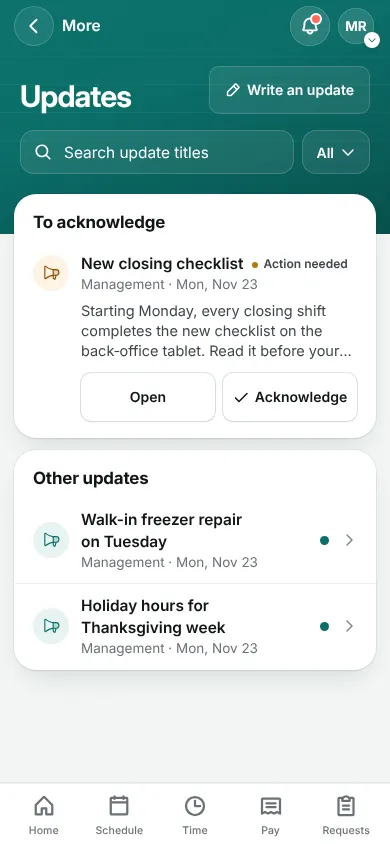 More
MR
Updates
Write an update
Search update titles
All
To acknowledge
New closing checklist
Action needed
Management · Mon, Nov 23
Starting Monday, every closing shift
completes the new checklist on the
back-office tablet. Read it before your...
Open
Acknowledge
Other updates
Walk-in freezer repair
on Tuesday
Management · Mon, Nov 23
Holiday hours for
Thanksgiving week
Management · Mon, Nov 23
Home
Schedule
Time
Pay
Requests